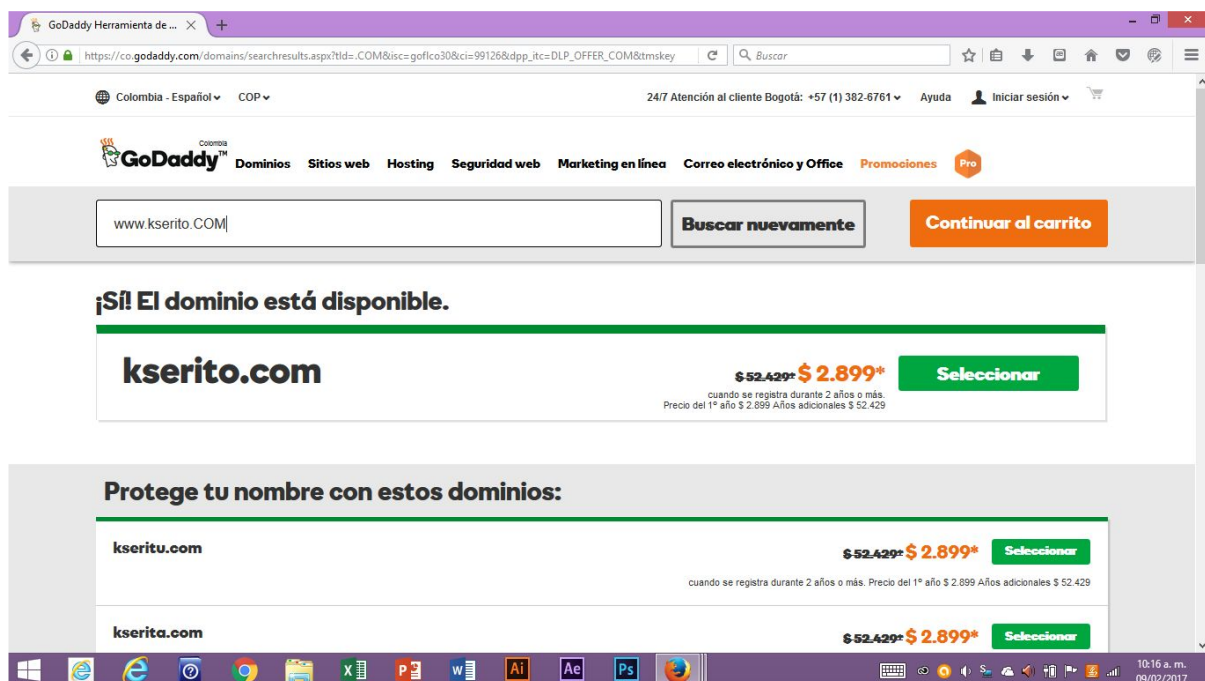 GoDaddy Herramienta de ...
https://co.godaddy.com/domains/searchresults.aspx?tld=.COM&isc=goflco30&ci=99126&dpp_itc=DLP_OFFER_COM&tmskey
Buscar
Colombia - Español
COP
24/7 Atención al cliente Bogotá: +57 (1) 382-6761
Ayuda
Iniciar sesión
Colombia
GoDaddy™
Dominios
Sitios web
Hosting
Seguridad web
Marketing en línea
Correo electrónico y Office
Promociones
Pro
www.kserito.COM
Buscar nuevamente
Continuar al carrito
¡Sí! El dominio está disponible.
kserito.com
$ 52.429* $ 2.899*
Seleccionar
cuando se registra durante 2 años o más.
Precio del 1º año $ 2.899 Años adicionales $ 52.429
Protege tu nombre con estos dominios:
kseritu.com
$ 52.429* $ 2.899*
Seleccionar
cuando se registra durante 2 años o más. Precio del 1º año $ 2.899 Años adicionales $ 52.429
kserita.com
$ 52.429* $ 2.899*
Seleccionar
Ai
Ae
Ps
10:16 a. m.
09/02/2017